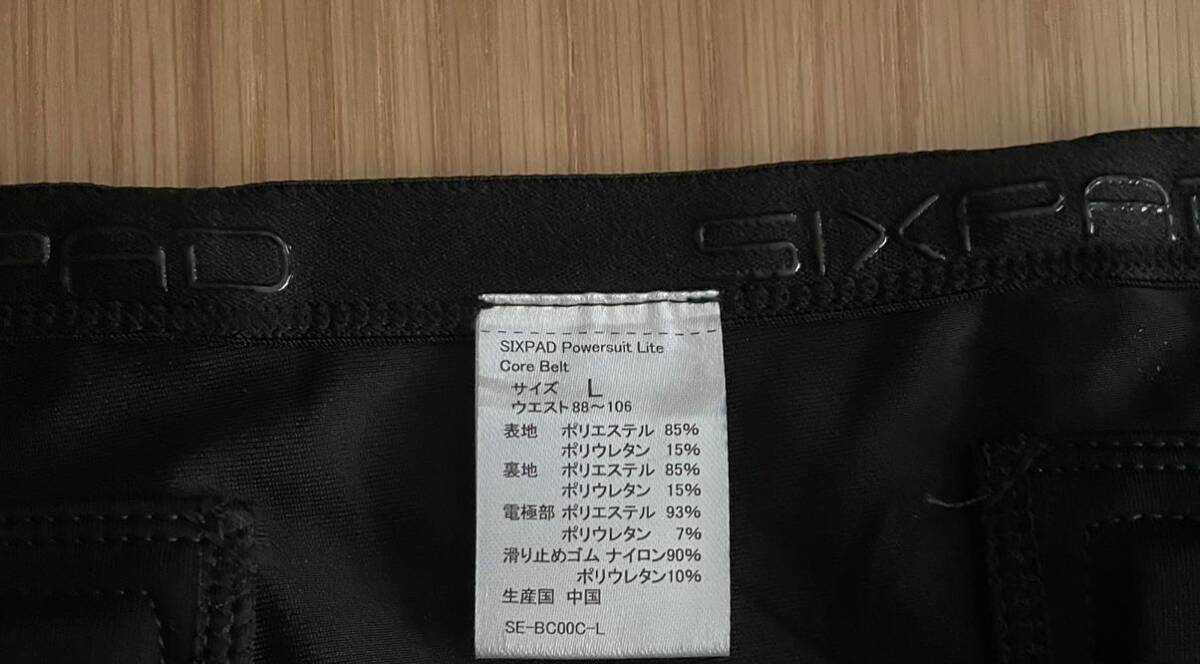 PAD
SIXPAD
SIXPAD Powersuit Lite
Core Belt
サイズ L
ウエスト88～106
表地 ポリエステル 85%
ポリウレタン 15%
裏地 ポリエステル 85%
ポリウレタン 15%
電極部 ポリエステル 93%
ポリウレタン 7%
滑り止めゴム ナイロン90%
ポリウレタン10%
生産国 中国
SE-BC00C-L